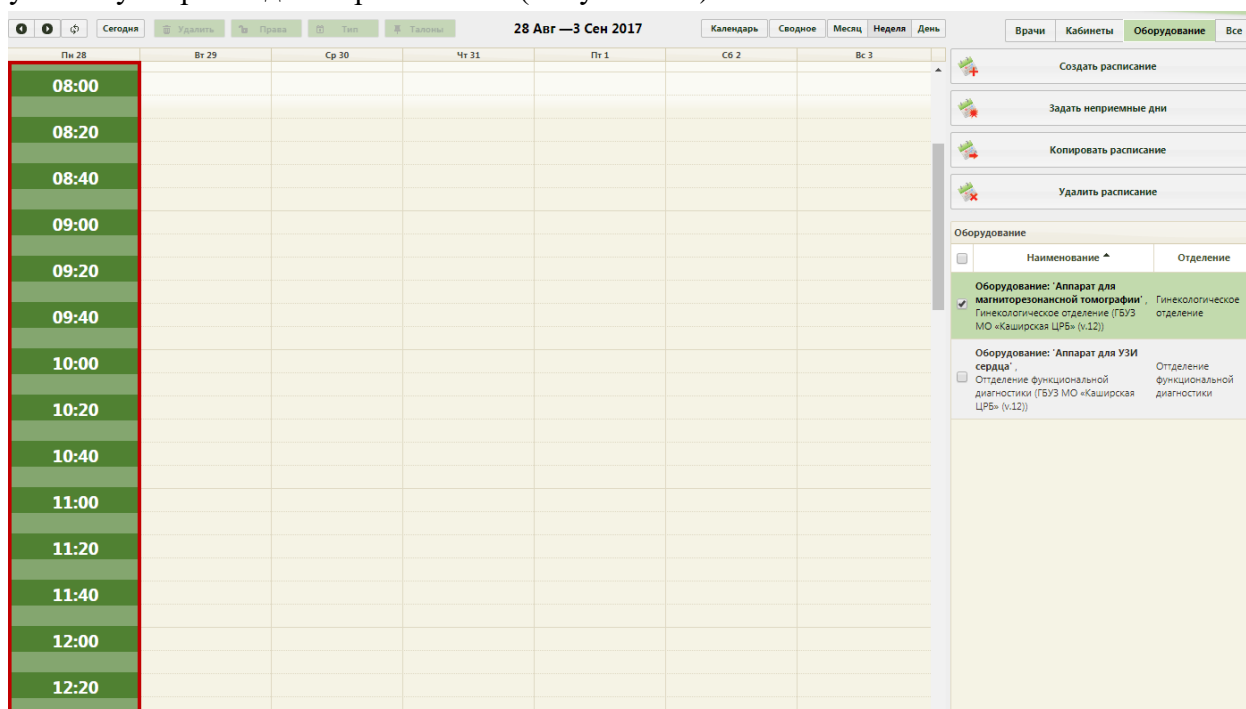 Сегодня Удалить Права Тип Талоны 28 Авг —3 Сен 2017 Календарь Сводное Месяц Неделя День Врачи Кабинеты Оборудование Все
Пн 28 Вт 29 Ср 30 Чт 31 Пт 1 Сб 2 Вс 3
08:00
08:20
08:40
09:00
09:20
09:40
10:00
10:20
10:40
11:00
11:20
11:40
12:00
12:20
Создать расписание
Задать неприемные дни
Копировать расписание
Удалить расписание
Оборудование
Наименование Отделение
Оборудование: 'Аппарат для
магниторезонансной томографии' ,
Гинекологическое отделение (ГБУЗ
МО «Каширская ЦРБ» (v.12))
Гинекологическое
отделение
Оборудование: 'Аппарат для УЗИ
сердца' ,
Оттделение функциональной
диагностики (ГБУЗ МО «Каширская
ЦРБ» (v.12))
Оттделение
функциональной
диагностики